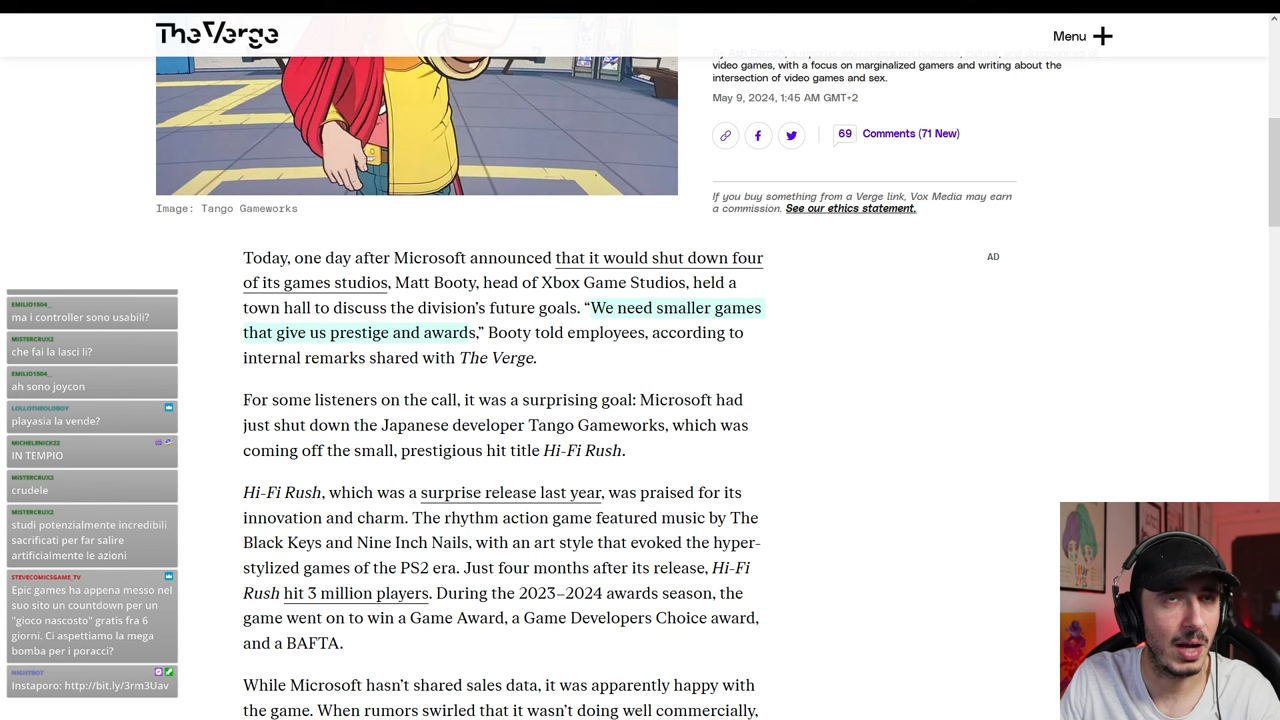 The Verge
Menu
video games, with a focus on marginalized gamers and writing about the
intersection of video games and sex.
May 9, 2024, 1:45 AM GMT+2
69 Comments (71 New)
If you buy something from a Verge link, Vox Media may earn
a commission. See our ethics statement.
Image: Tango Gameworks
AD
Today, one day after Microsoft announced that it would shut down four
of its games studios, Matt Booty, head of Xbox Game Studios, held a
town hall to discuss the division’s future goals. “We need smaller games
that give us prestige and awards,” Booty told employees, according to
internal remarks shared with The Verge.
For some listeners on the call, it was a surprising goal: Microsoft had
just shut down the Japanese developer Tango Gameworks, which was
coming off the small, prestigious hit title Hi-Fi Rush.
Hi-Fi Rush, which was a surprise release last year, was praised for its
innovation and charm. The rhythm action game featured music by The
Black Keys and Nine Inch Nails, with an art style that evoked the hyper-
stylized games of the PS2 era. Just four months after its release, Hi-Fi
Rush hit 3 million players. During the 2023–2024 awards season, the
game went on to win a Game Award, a Game Developers Choice award,
and a BAFTA.
While Microsoft hasn’t shared sales data, it was apparently happy with
the game. When rumors swirled that it wasn’t doing well commercially,
EMILIO1504_
ma i controller sono usabili?
MISTERCRUX2
che fai la lasci li?
EMILIO1504_
ah sono joycon
LOLLOTHEOLDBOY
playasia la vende?
MICHELENICK22
IN TEMPIO
MISTERCRUX2
crudele
MISTERCRUX2
studi potenzialmente incredibili
sacrificati per far salire
artificialmente le azioni
STEVECOMICSGAME_TV
Epic games ha appena messo nel
suo sito un countdown per un
"gioco nascosto" gratis fra 6
giorni. Ci aspettiamo la mega
bomba per i poracci?
NIGHTBOT
Instaporo: http://bit.ly/3rm3Uav